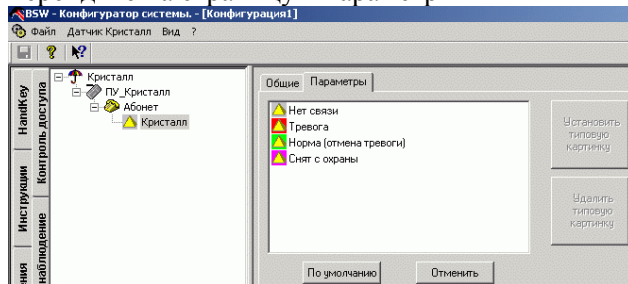 BSW - Конфигуратор системы. - [Конфигурация1]
Файл Датчик Кристалл Вид ?
HandKey
Контроль доступа
Инструкции
наблюдение
Кристалл
ПУ_Кристалл
Абонет
Кристалл
Общие Параметры
Нет связи
Тревога
Норма (отмена тревоги)
Снят с охраны
Установить
типовую
картинку
Удалить
типовую
картинку
По умолчанию Отменить